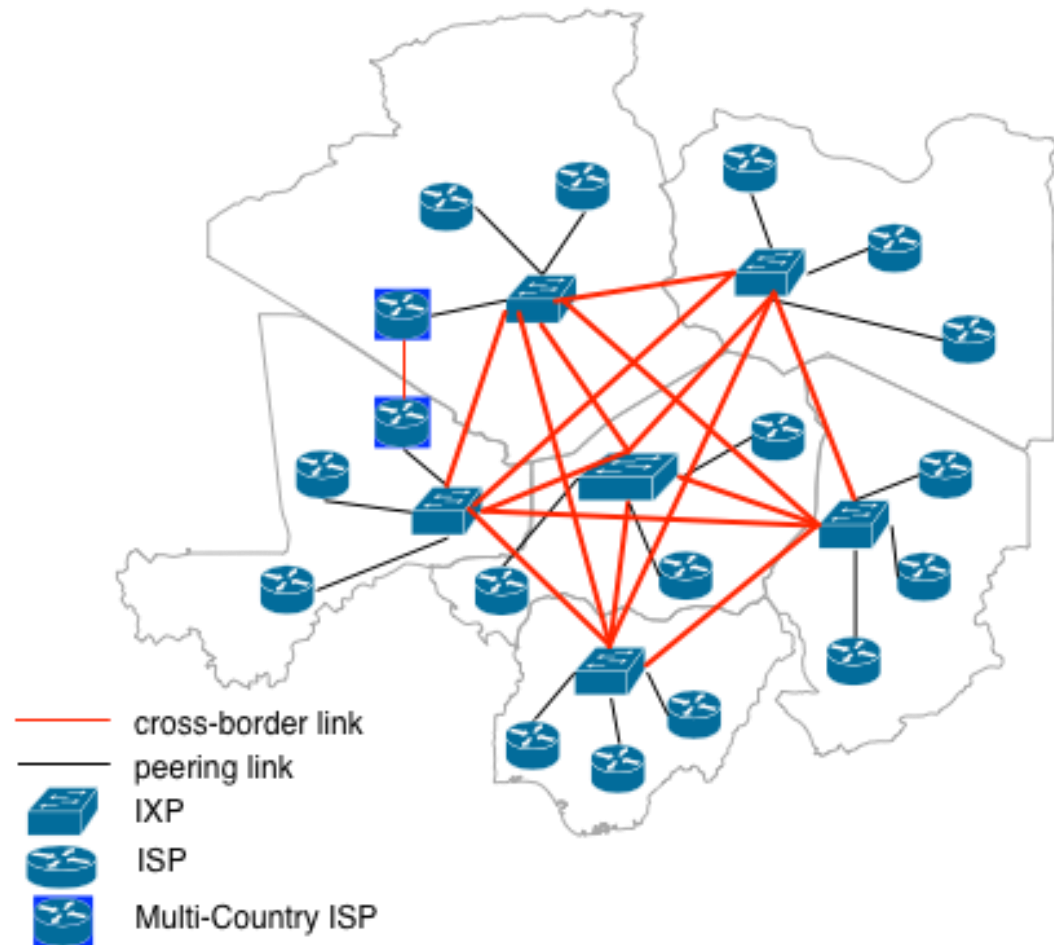 cross-border link
peering link
IXP
ISP
Multi-Country ISP